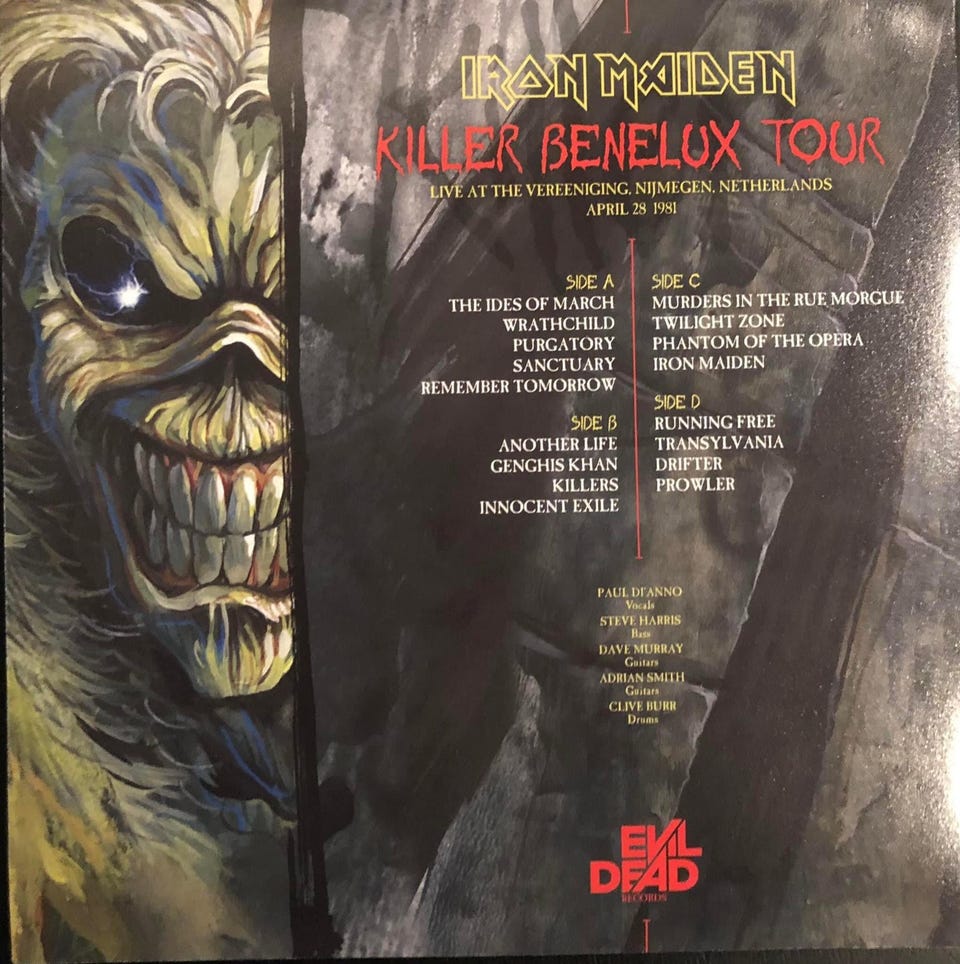 IRON MAIDEN
KILLER BENELUX TOUR
LIVE AT THE VEREENIGING, NIJMEGEN, NETHERLANDS
APRIL 28 1981
SIDE A
THE IDES OF MARCH
WRATHCHILD
PURGATORY
SANCTUARY
REMEMBER TOMORROW
SIDE B
ANOTHER LIFE
GENGHIS KHAN
KILLERS
INNOCENT EXILE
SIDE C
MURDERS IN THE RUE MORGUE
TWILIGHT ZONE
PHANTOM OF THE OPERA
IRON MAIDEN
SIDE D
RUNNING FREE
TRANSYLVANIA
DRIFTER
PROWLER
PAUL DI'ANNO
Vocals
STEVE HARRIS
Bass
DAVE MURRAY
Guitars
ADRIAN SMITH
Guitars
CLIVE BURR
Drums
EVIL
DEAD
RECORDS